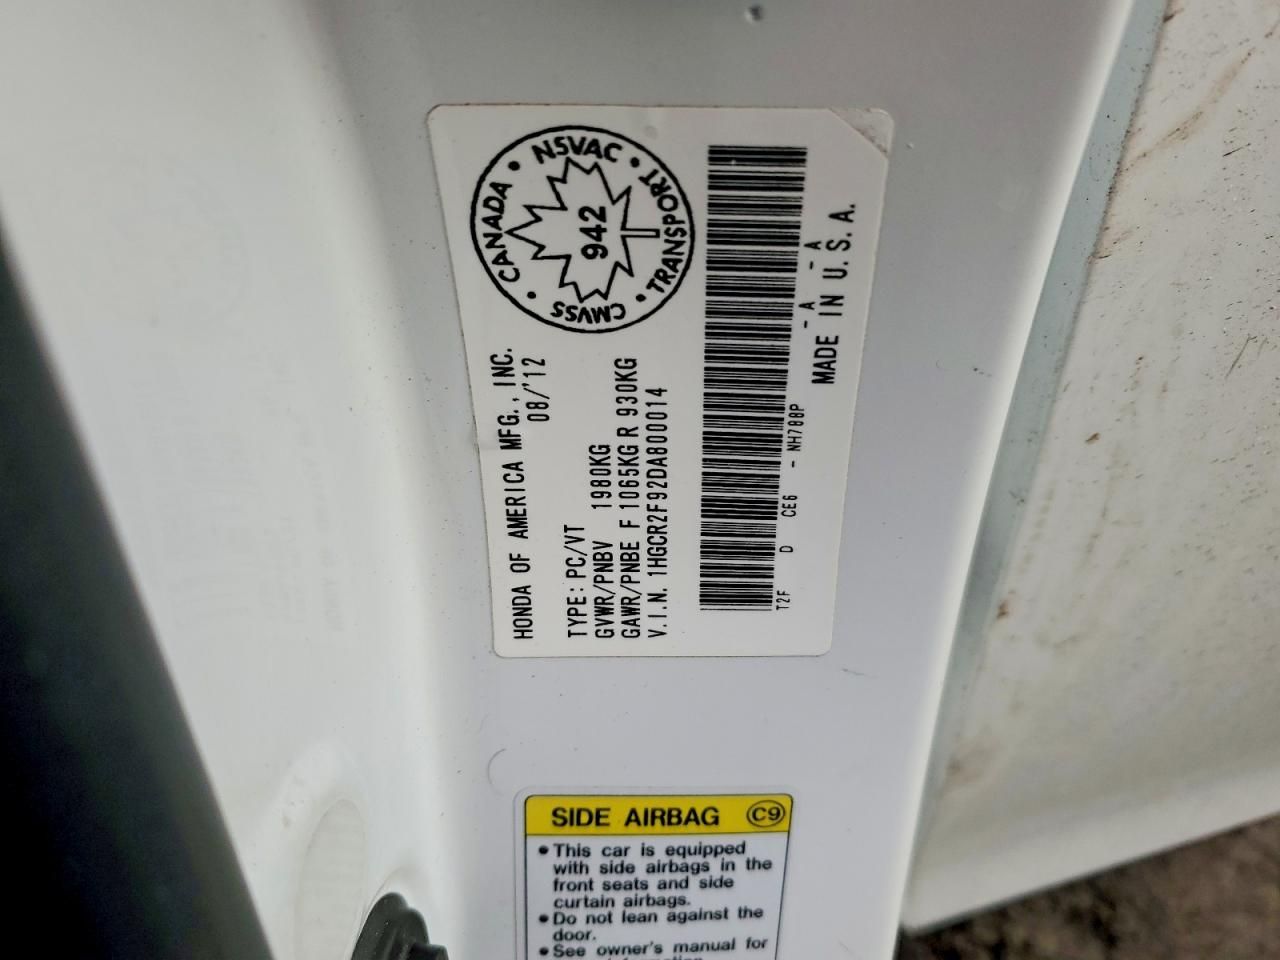 CANADA • NSVAC • TRANSPORT • CMVSS •
942
HONDA OF AMERICA MFG., INC.
08/'12
TYPE: PC/VT
GVWR/PNBV 1980KG
GAWR/PNBE F 1065KG R 930KG
V.I.N. 1HGCR2F92DA800014
T2F D CE6 - NH788P - A - A
MADE IN U.S.A.
SIDE AIRBAG C9
• This car is equipped
with side airbags in the
front seats and side
curtain airbags.
• Do not lean against the
door.
• See owner's manual for